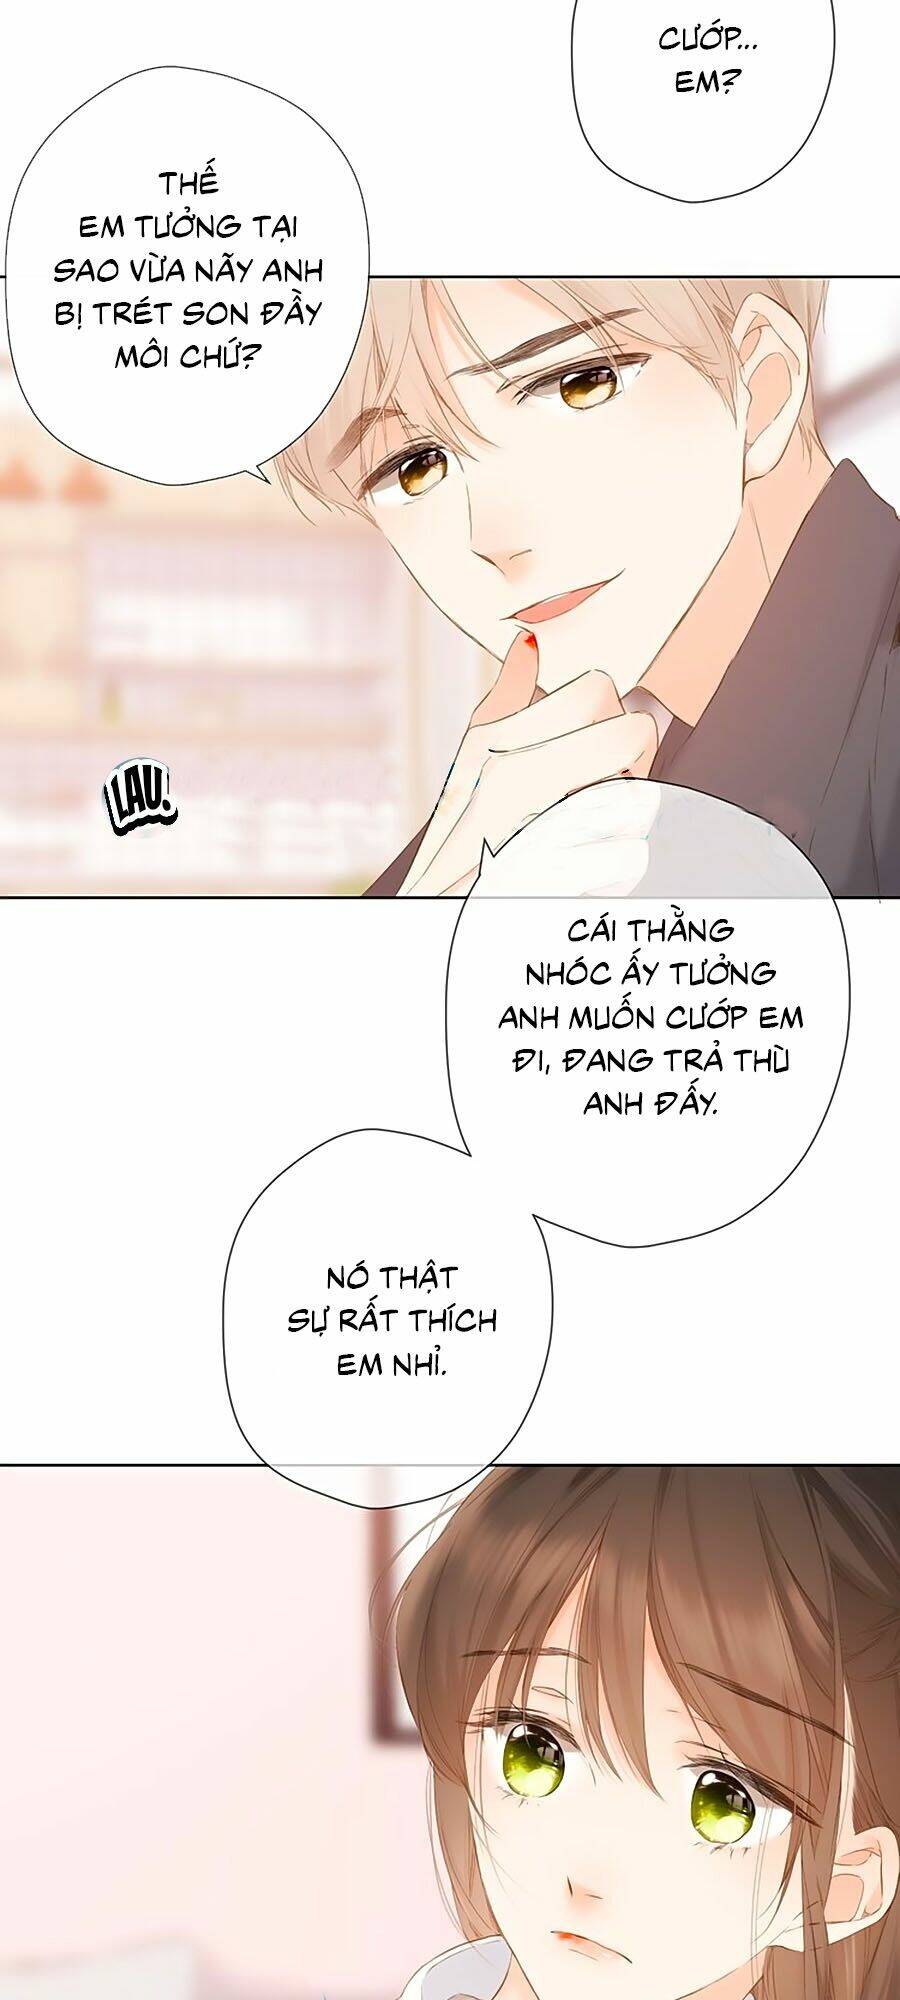 CƯỚP...
EM?
THẾ
EM TƯỞNG TẠI
SAO VỪA NÃY ANH
BỊ TRÉT SON ĐẦY
MÔI CHỨ?
LAU.
CÁI THẰNG
NHÓC ẤY TƯỞNG
ANH MUỐN CƯỚP EM
ĐI, ĐANG TRẢ THÙ
ANH ĐẤY.
NÓ THẬT
SỰ RẤT THÍCH
EM NHỈ.